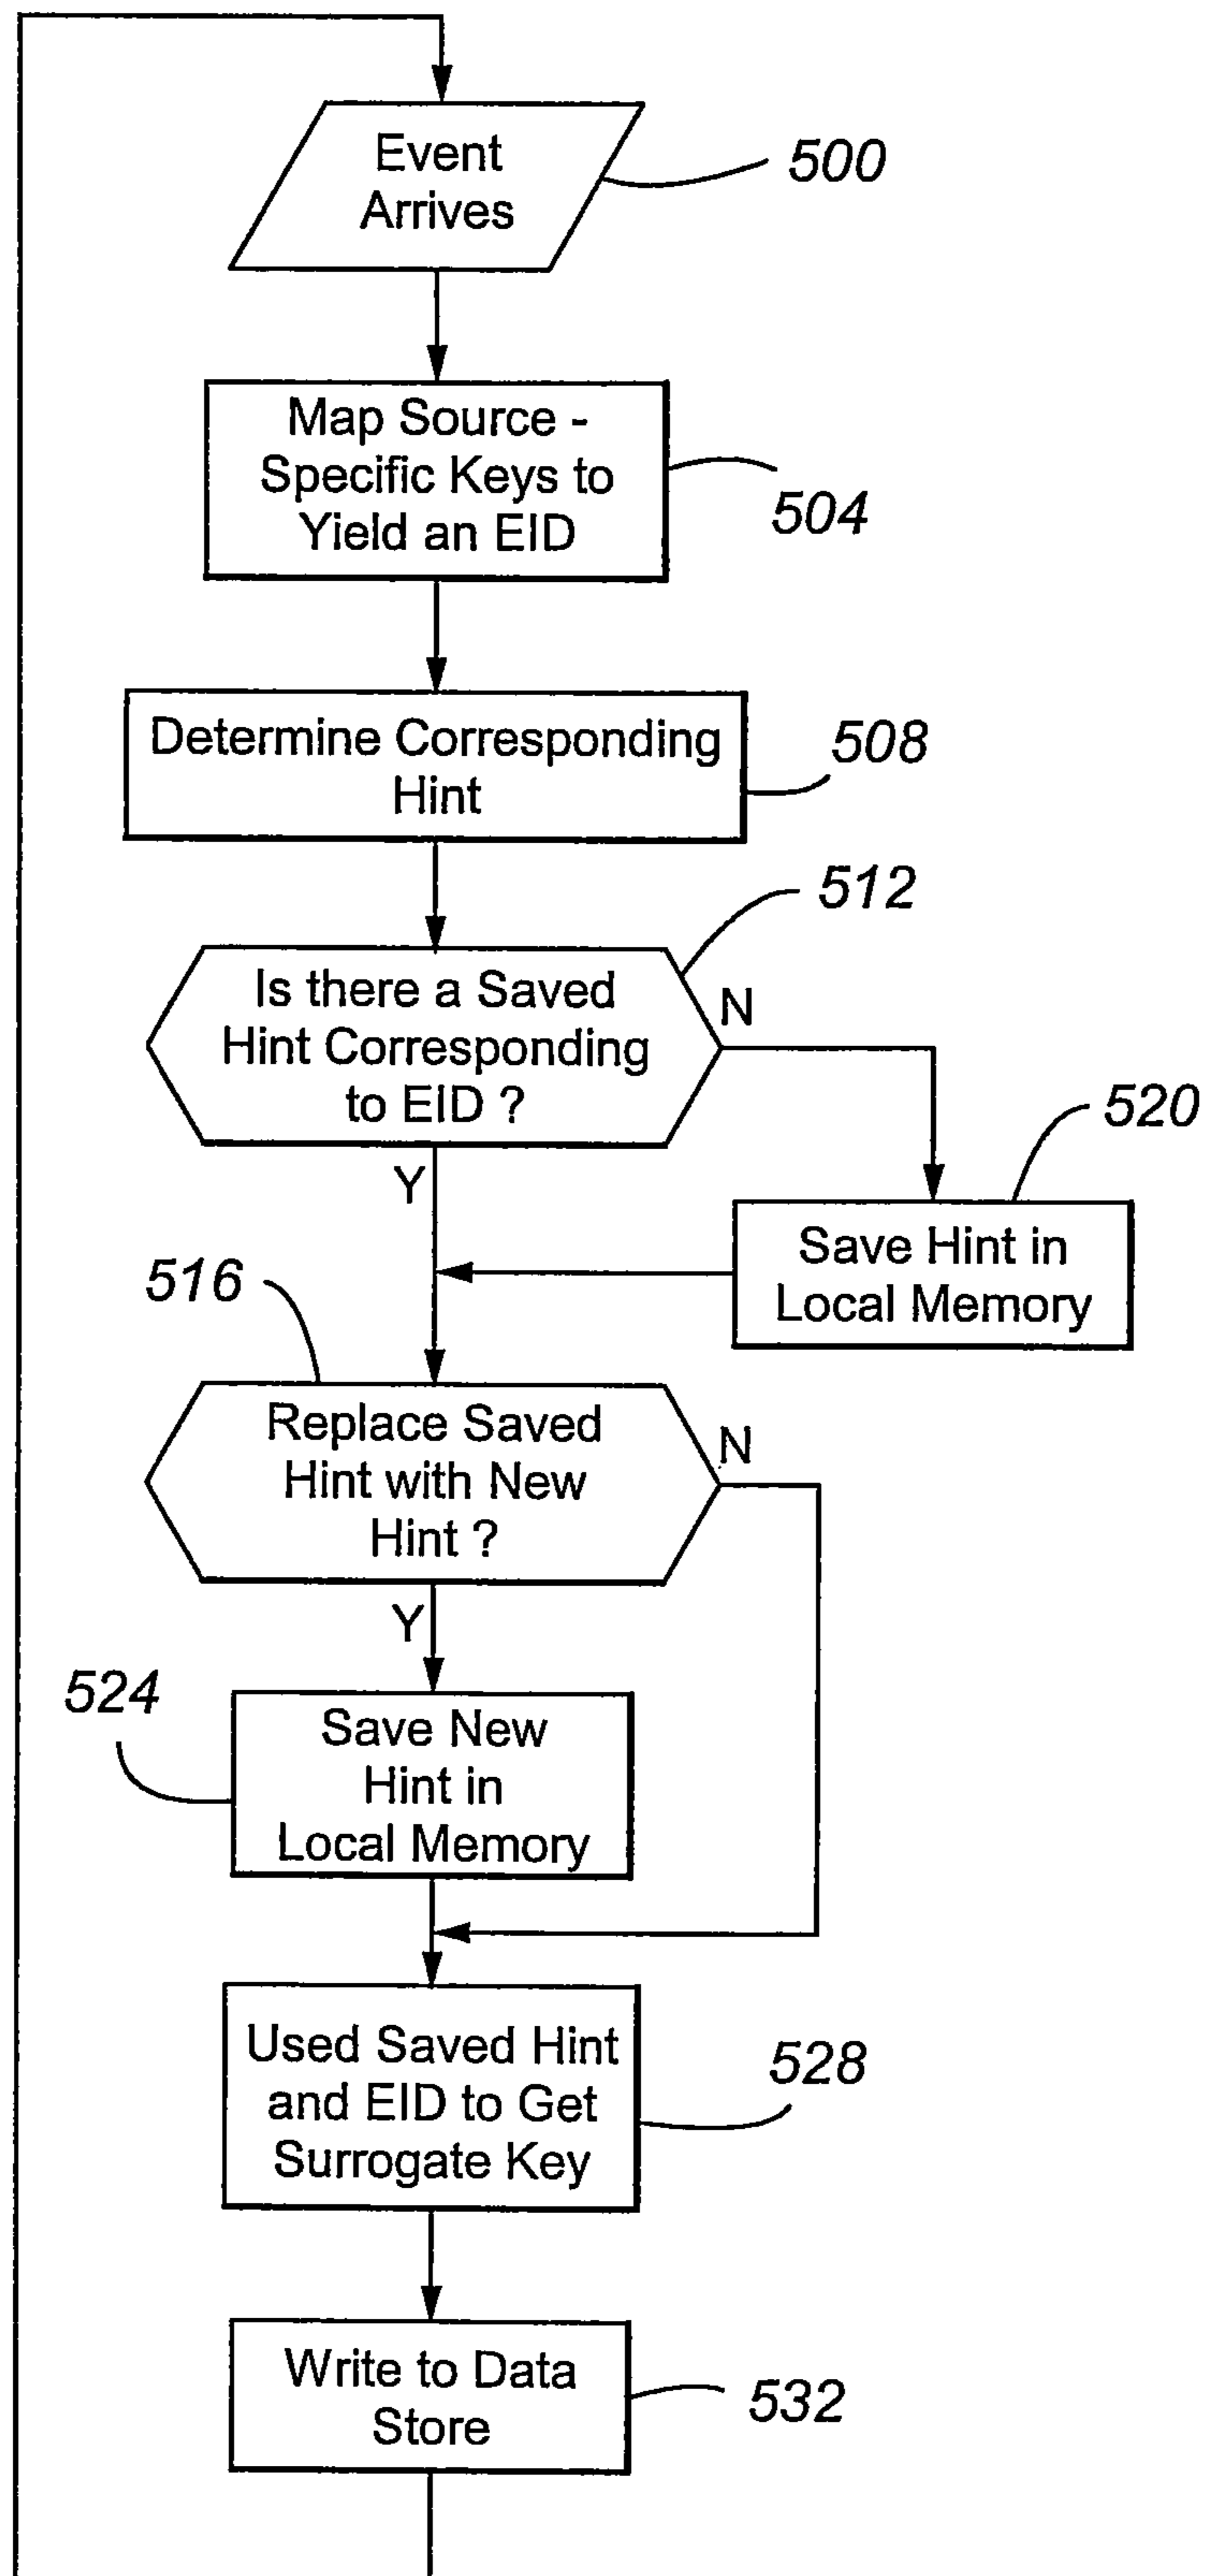 Event
Arrives
500
Map Source -
Specific Keys to
Yield an EID
504
Determine Corresponding
Hint
508
512
Is there a Saved
Hint Corresponding
to EID ?
N
Y
520
Save Hint in
Local Memory
516
Replace Saved
Hint with New
Hint ?
N
Y
524
Save New
Hint in
Local Memory
Used Saved Hint
and EID to Get
Surrogate Key
528
Write to Data
Store
532